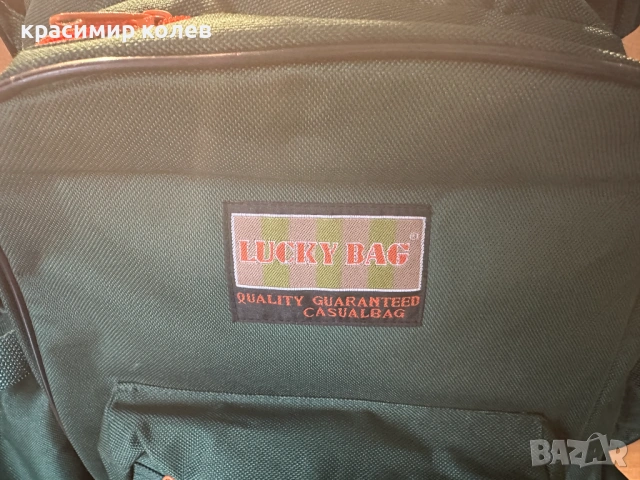 красимир колев
LUCKY BAG ®
QUALITY GUARANTEED
CASUALBAG
BAZAR